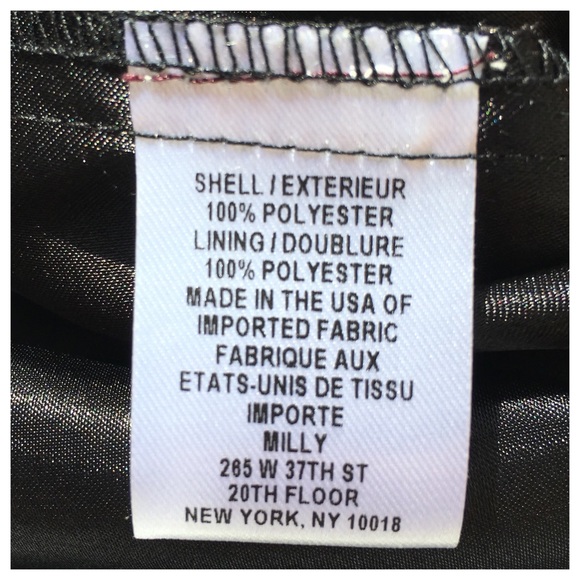 SHELL / EXTERIEUR
100% POLYESTER
LINING / DOUBLURE
100% POLYESTER
MADE IN THE USA OF
IMPORTED FABRIC
FABRIQUE AUX
ETATS-UNIS DE TISSU
IMPORTE
MILLY
265 W 37TH ST
20TH FLOOR
NEW YORK, NY 10018